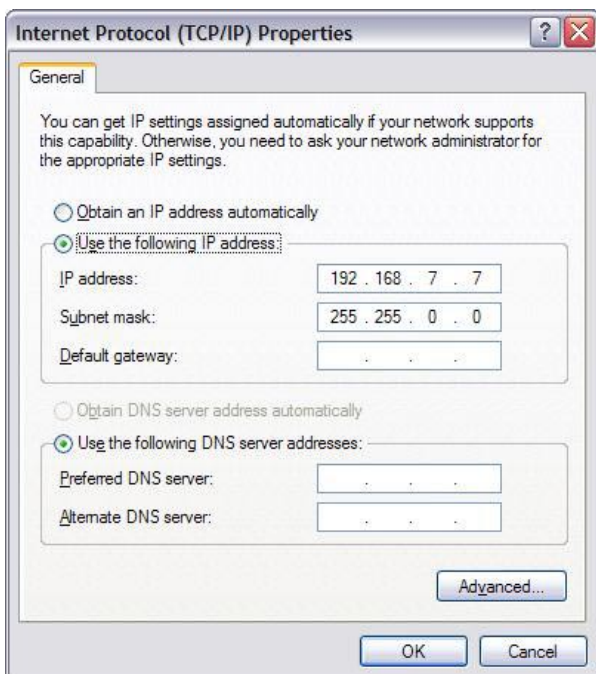 Internet Protocol (TCP/IP) Properties
General
You can get IP settings assigned automatically if your network supports
this capability. Otherwise, you need to ask your network administrator for
the appropriate IP settings.
Obtain an IP address automatically
Use the following IP address:
IP address: 192 . 168 . 7 . 7
Subnet mask: 255 . 255 . 0 . 0
Default gateway: . . .
Obtain DNS server address automatically
Use the following DNS server addresses:
Preferred DNS server: . . .
Alternate DNS server: . . .
Advanced...
OK Cancel